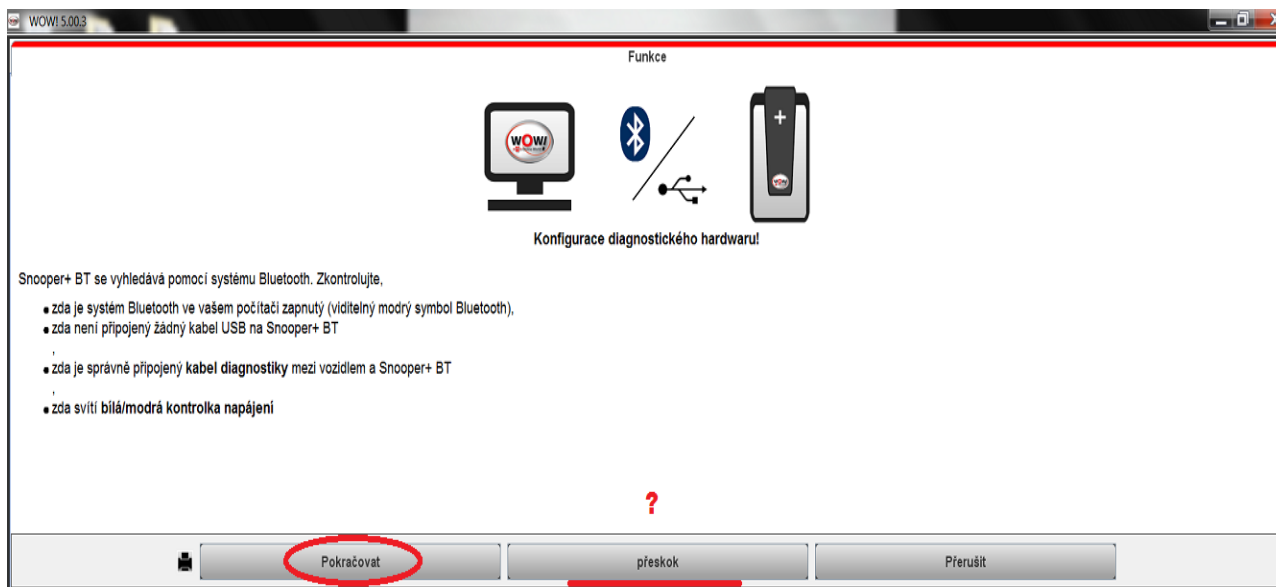 WOW! 5.00.3
Funkce
WOW!
+
WOW!
Konfigurace diagnostického hardwaru!
Snooper+ BT se vyhledává pomocí systému Bluetooth. Zkontrolujte,
• zda je systém Bluetooth ve vašem počítači zapnutý (viditelný modrý symbol Bluetooth),
• zda není připojený žádný kabel USB na Snooper+ BT
,
• zda je správně připojený kabel diagnostiky mezi vozidlem a Snooper+ BT
,
• zda svítí bílá/modrá kontrolka napájení
?
Pokračovat přeskok Přerušit